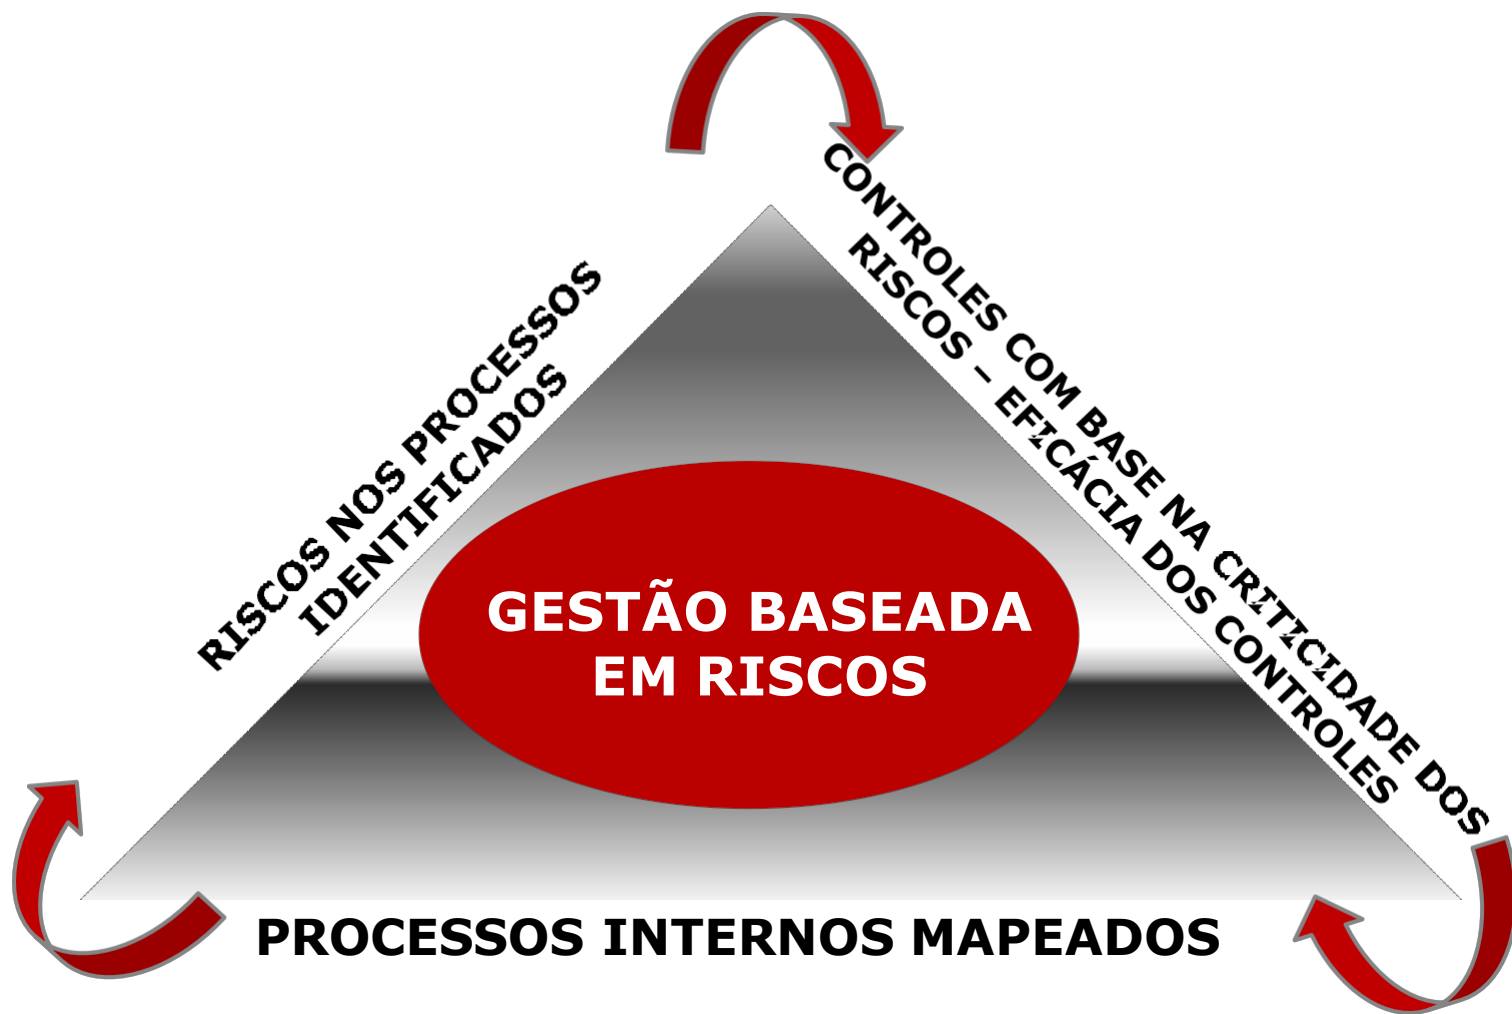 CONTROLES COM BASE NA CRITICIDADE DOS
RISCOS – EFICÁCIA DOS CONTROLES
RISCOS NOS PROCESSOS
IDENTIFICADOS
GESTÃO BASEADA
EM RISCOS
PROCESSOS INTERNOS MAPEADOS